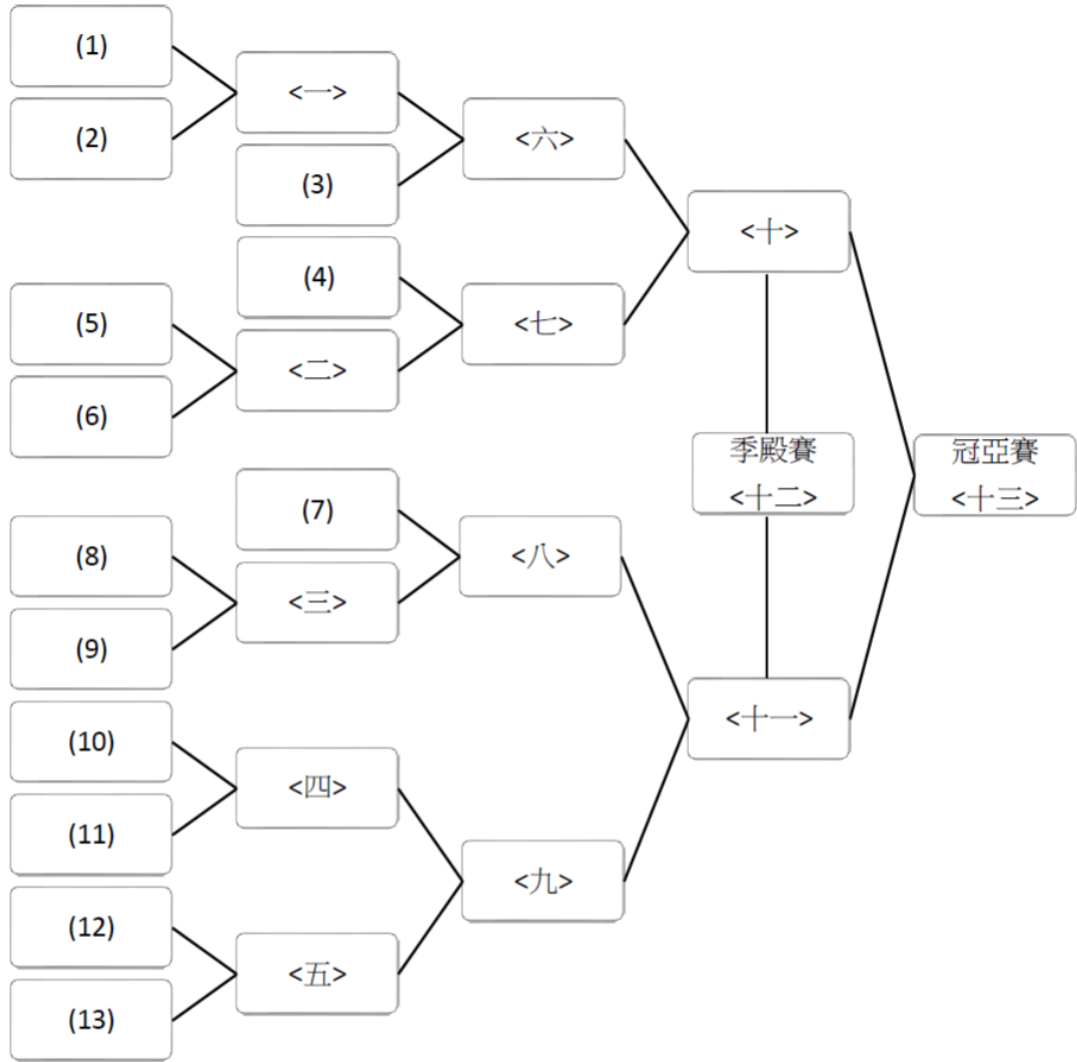 (1)
(2)
<一>
(3)
<六>
(4)
(5)
(6)
<二>
<七>
<十>
季殿賽
<十二>
冠亞賽
<十三>
(7)
(8)
(9)
<三>
<八>
<十一>
(10)
(11)
<四>
(12)
(13)
<五>
<九>